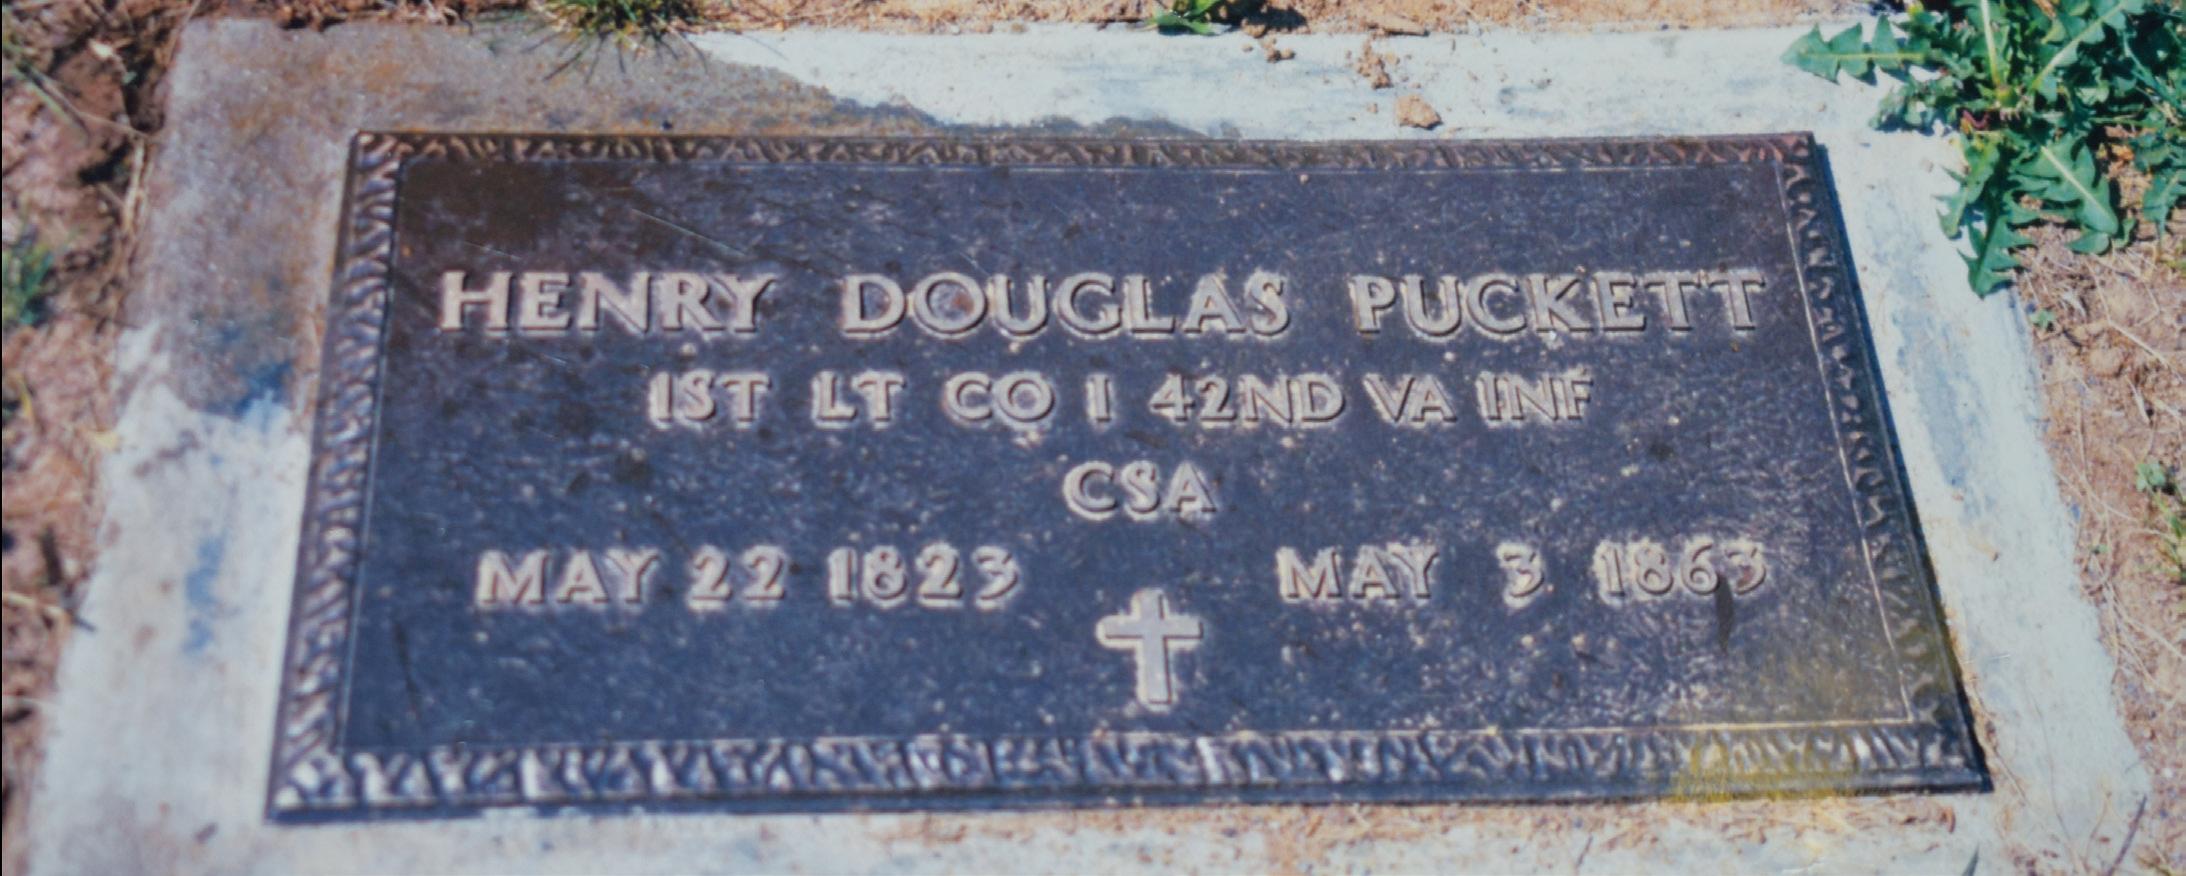 HENRY DOUGLAS PUCKETT
1ST LT CO I 42ND VA INF
CSA
MAY 22 1823 MAY 3 1863